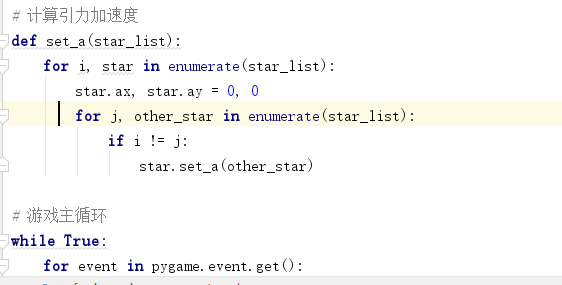 # 计算引力加速度
def set_a(star_list):
    for i, star in enumerate(star_list):
        star.ax, star.ay = 0, 0
        for j, other_star in enumerate(star_list):
            if i != j:
                star.set_a(other_star)
# 游戏主循环
while True:
    for event in pygame.event.get():